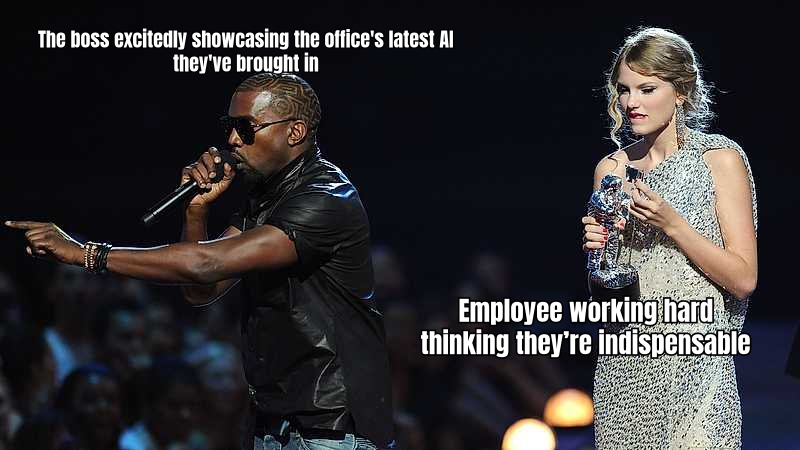 The boss excitedly showcasing the office's latest AI
they've brought in
Employee working hard
thinking they’re indispensable